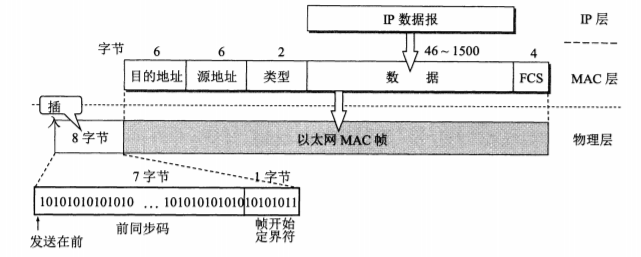 IP 数据报 IP 层
字节 6 6 2 46~1500 4
目的地址 源地址 类型 数 据 FCS MAC 层
插
8 字节 以太网 MAC 帧 物理层
7 字节 1 字节
10101010101010 ... 10101010101010101011
发送在前 前同步码 帧开始
定界符